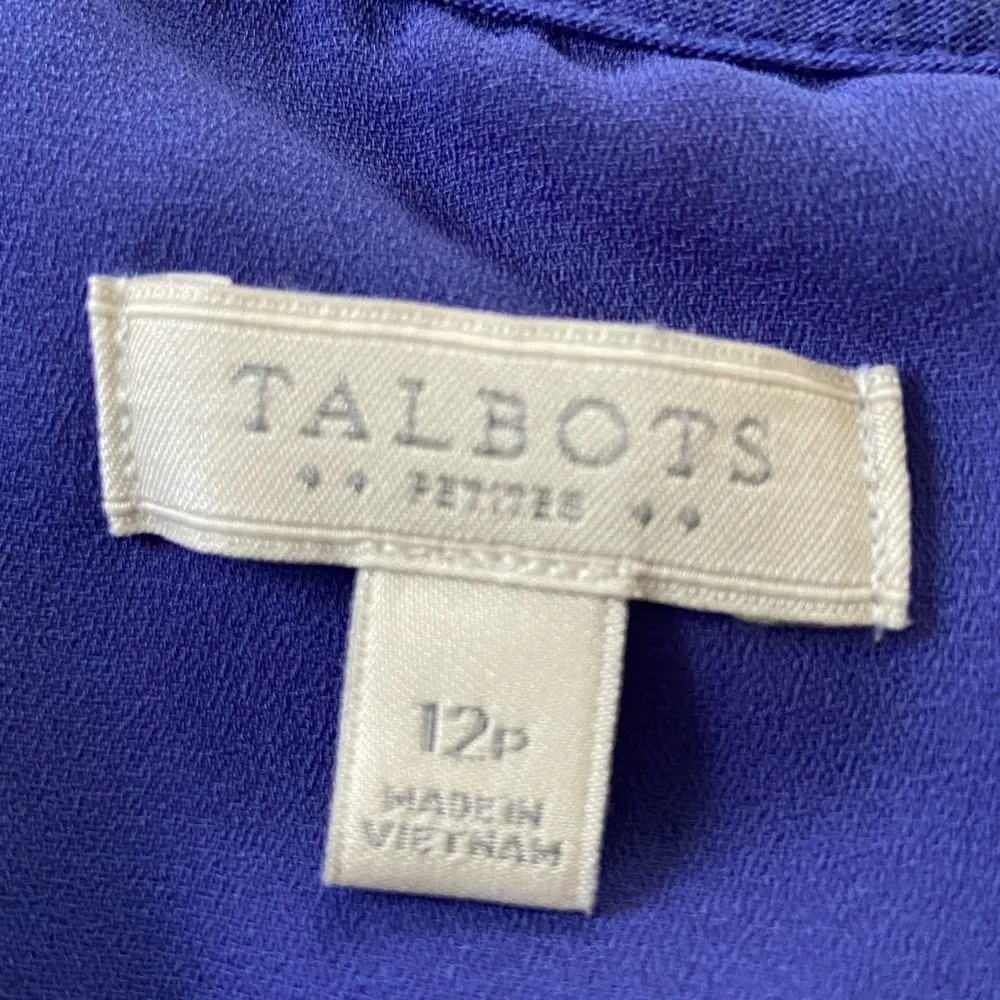 TALBOTS
PETITES
12P
MADE IN
VIETNAM